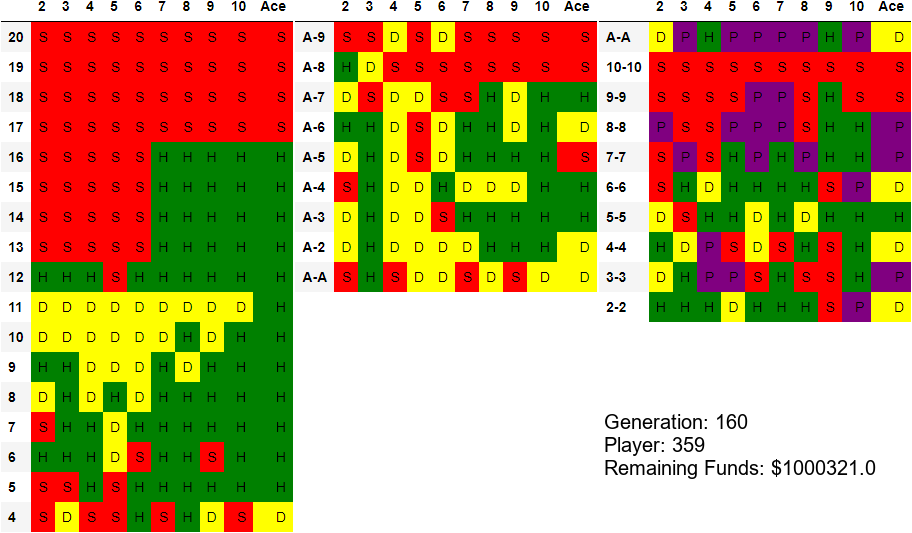 2 3 4 5 6 7 8 9 10 Ace
20 S S S S S S S S S S
19 S S S S S S S S S S
18 S S S S S S S S S S
17 S S S S S S S S S S
16 S S S S S H H H H H
15 S S S S S H H H H H
14 S S S S S H H H H H
13 S S S S S H H H H H
12 H H H S H H H H H H
11 D D D D D D D D D H
10 D D D D D D H D H H
9 H H D D D H D H H H
8 D H D H D H H H H H
7 S H H D H H H H H H
6 H H H D S H H S H H
5 S S H S H H H H H H
4 S D S S H S H D S D
2 3 4 5 6 7 8 9 10 Ace
A-9 S S D S D S S S S S
A-8 H D S S S S S S S S
A-7 D S D D S S H D H H
A-6 H H D S D H H D H D
A-5 D H D S D H H H H S
A-4 S H D D H D D D H H
A-3 D H D D S H H H H H
A-2 D H D D D D H H H D
A-A S H S D D S D S D D
2 3 4 5 6 7 8 9 10 Ace
A-A D P H P P P P H P D
10-10 S S S S S S S S S S
9-9 S S S S P P S H S S
8-8 P S S P P P S H H P
7-7 S P S H P H P H H P
6-6 S H D H H H H S P D
5-5 D S H H D H D H H H
4-4 H D P S D S H S H D
3-3 D H P P S H S S H P
2-2 H H H D H H H S P D
Generation: 160
Player: 359
Remaining Funds: $1000321.0